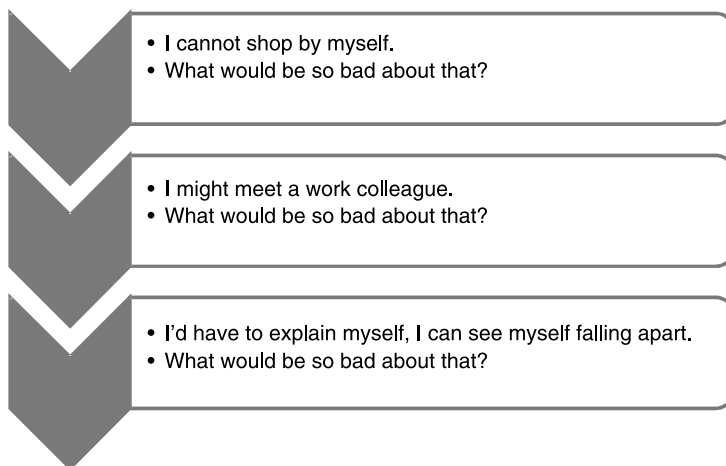 • I cannot shop by myself.
• What would be so bad about that?
• I might meet a work colleague.
• What would be so bad about that?
• I'd have to explain myself, I can see myself falling apart.
• What would be so bad about that?